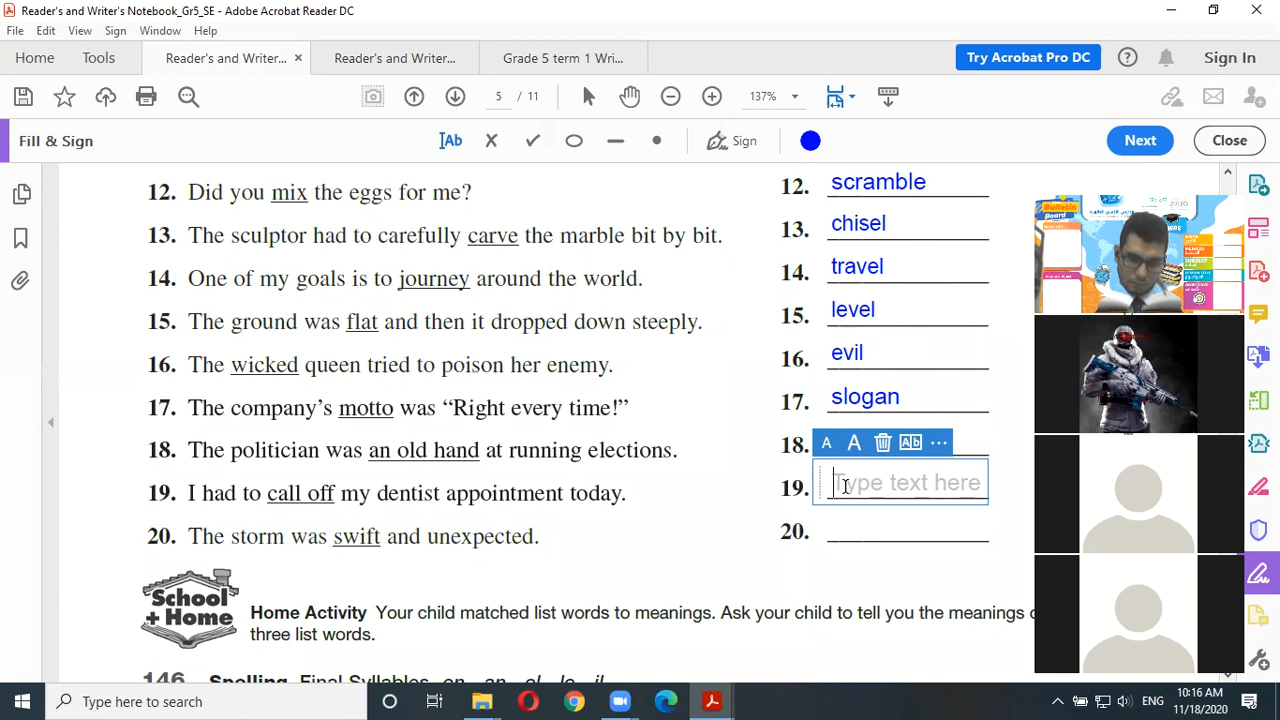 Reader's and Writer's Notebook_Gr5_SE - Adobe Acrobat Reader DC
File Edit View Sign Window Help
Home Tools Reader's and Writer... × Reader's and Writer... Grade 5 term 1 Wri... Try Acrobat Pro DC Sign In
5 / 11 137%
Fill & Sign Ab Sign Next Close
12. Did you mix the eggs for me? 12. scramble
13. The sculptor had to carefully carve the marble bit by bit. 13. chisel
14. One of my goals is to journey around the world. 14. travel
15. The ground was flat and then it dropped down steeply. 15. level
16. The wicked queen tried to poison her enemy. 16. evil
17. The company's motto was “Right every time!” 17. slogan
18. The politician was an old hand at running elections. 18.
A A Ab ...
19. I had to call off my dentist appointment today. 19. Type text here
20. The storm was swift and unexpected. 20.
School + Home
Home Activity Your child matched list words to meanings. Ask your child to tell you the meanings
three list words.
146 Spelling Final Syllables
Bulletin Board
Type here to search
ENG
10:16 AM
11/18/2020